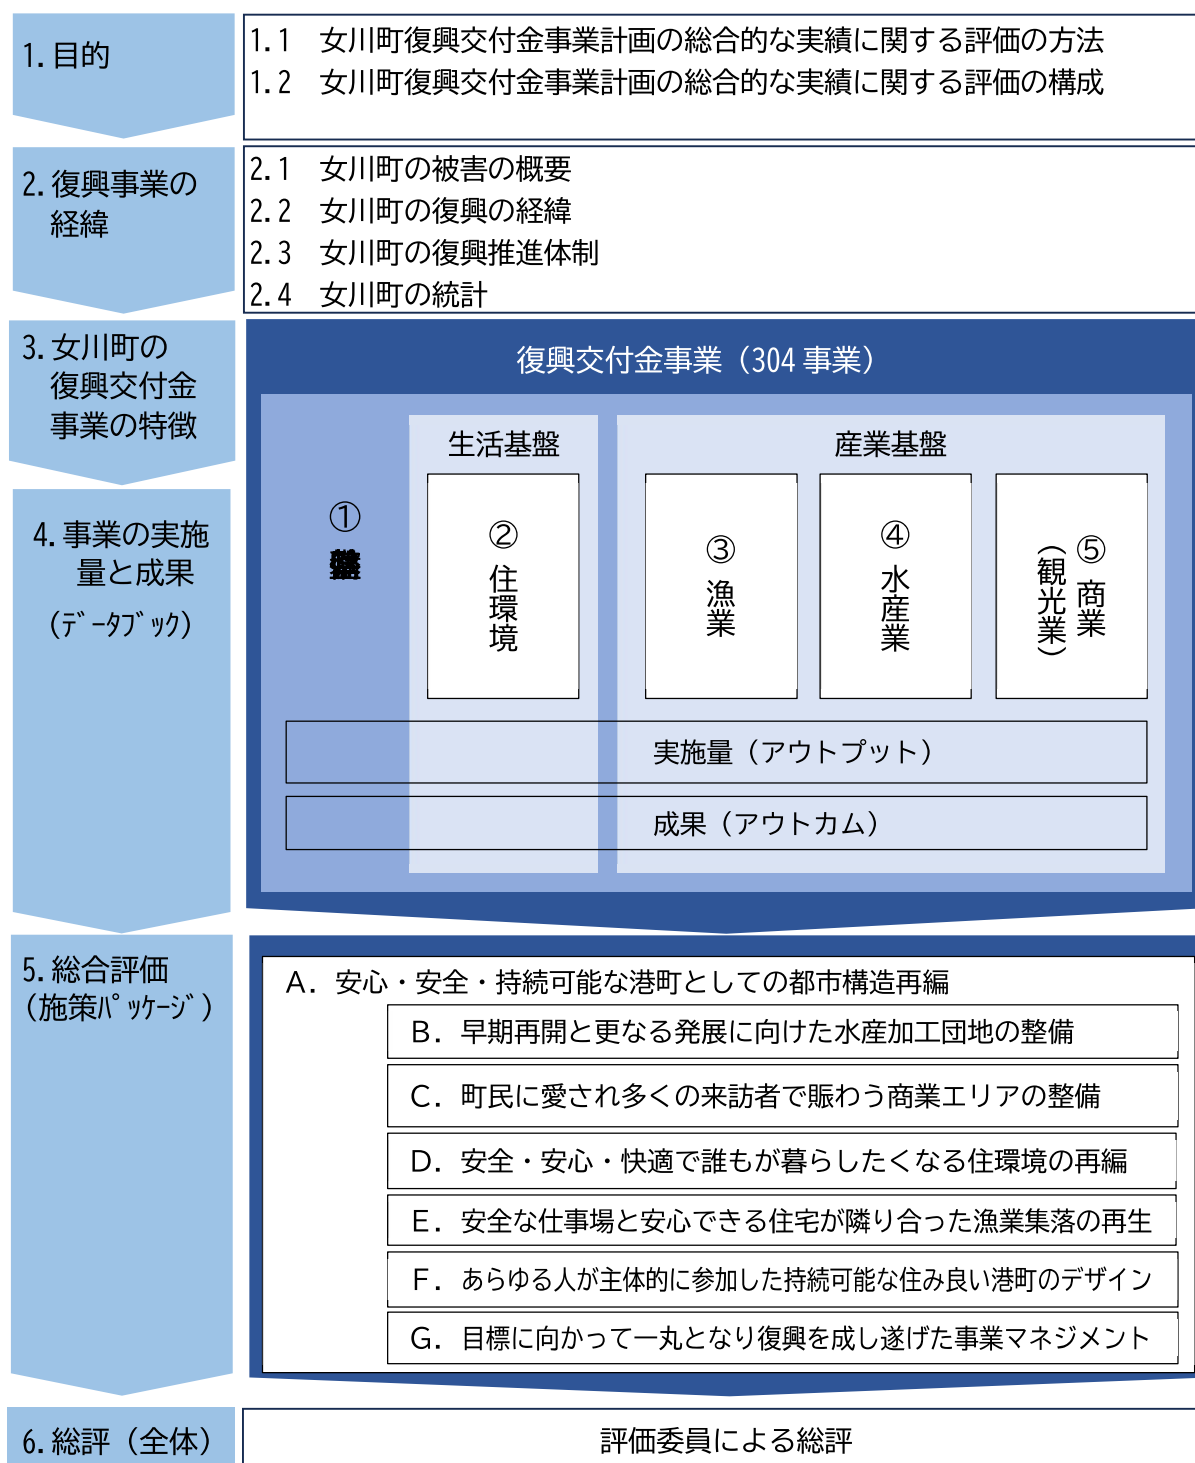 1.目的
1.1　女川町復興交付金事業計画の総合的な実績に関する評価の方法
1.2　女川町復興交付金事業計画の総合的な実績に関する評価の構成
2.復興事業の
経緯
2.1　女川町の被害の概要
2.2　女川町の復興の経緯
2.3　女川町の復興推進体制
2.4　女川町の統計
3.女川町の
復興交付金
事業の特徴
復興交付金事業（304 事業）
4.事業の実施
量と成果
（ﾃﾞｰﾀﾌﾞｯｸ）
①
生活基盤
②住環境
産業基盤
③漁業
④水産業
⑤商業
（観光業）
実施量（アウトプット）
成果（アウトカム）
5.総合評価
（施策ﾊﾟｯｹｰｼﾞ）
A．安心・安全・持続可能な港町としての都市構造再編
B．早期再開と更なる発展に向けた水産加工団地の整備
C．町民に愛され多くの来訪者で賑わう商業エリアの整備
D．安全・安心・快適で誰もが暮らしたくなる住環境の再編
E．安全な仕事場と安心できる住宅が隣り合った漁業集落の再生
F．あらゆる人が主体的に参加した持続可能な住み良い港町のデザイン
G．目標に向かって一丸となり復興を成し遂げた事業マネジメント
6.総評（全体）
評価委員による総評